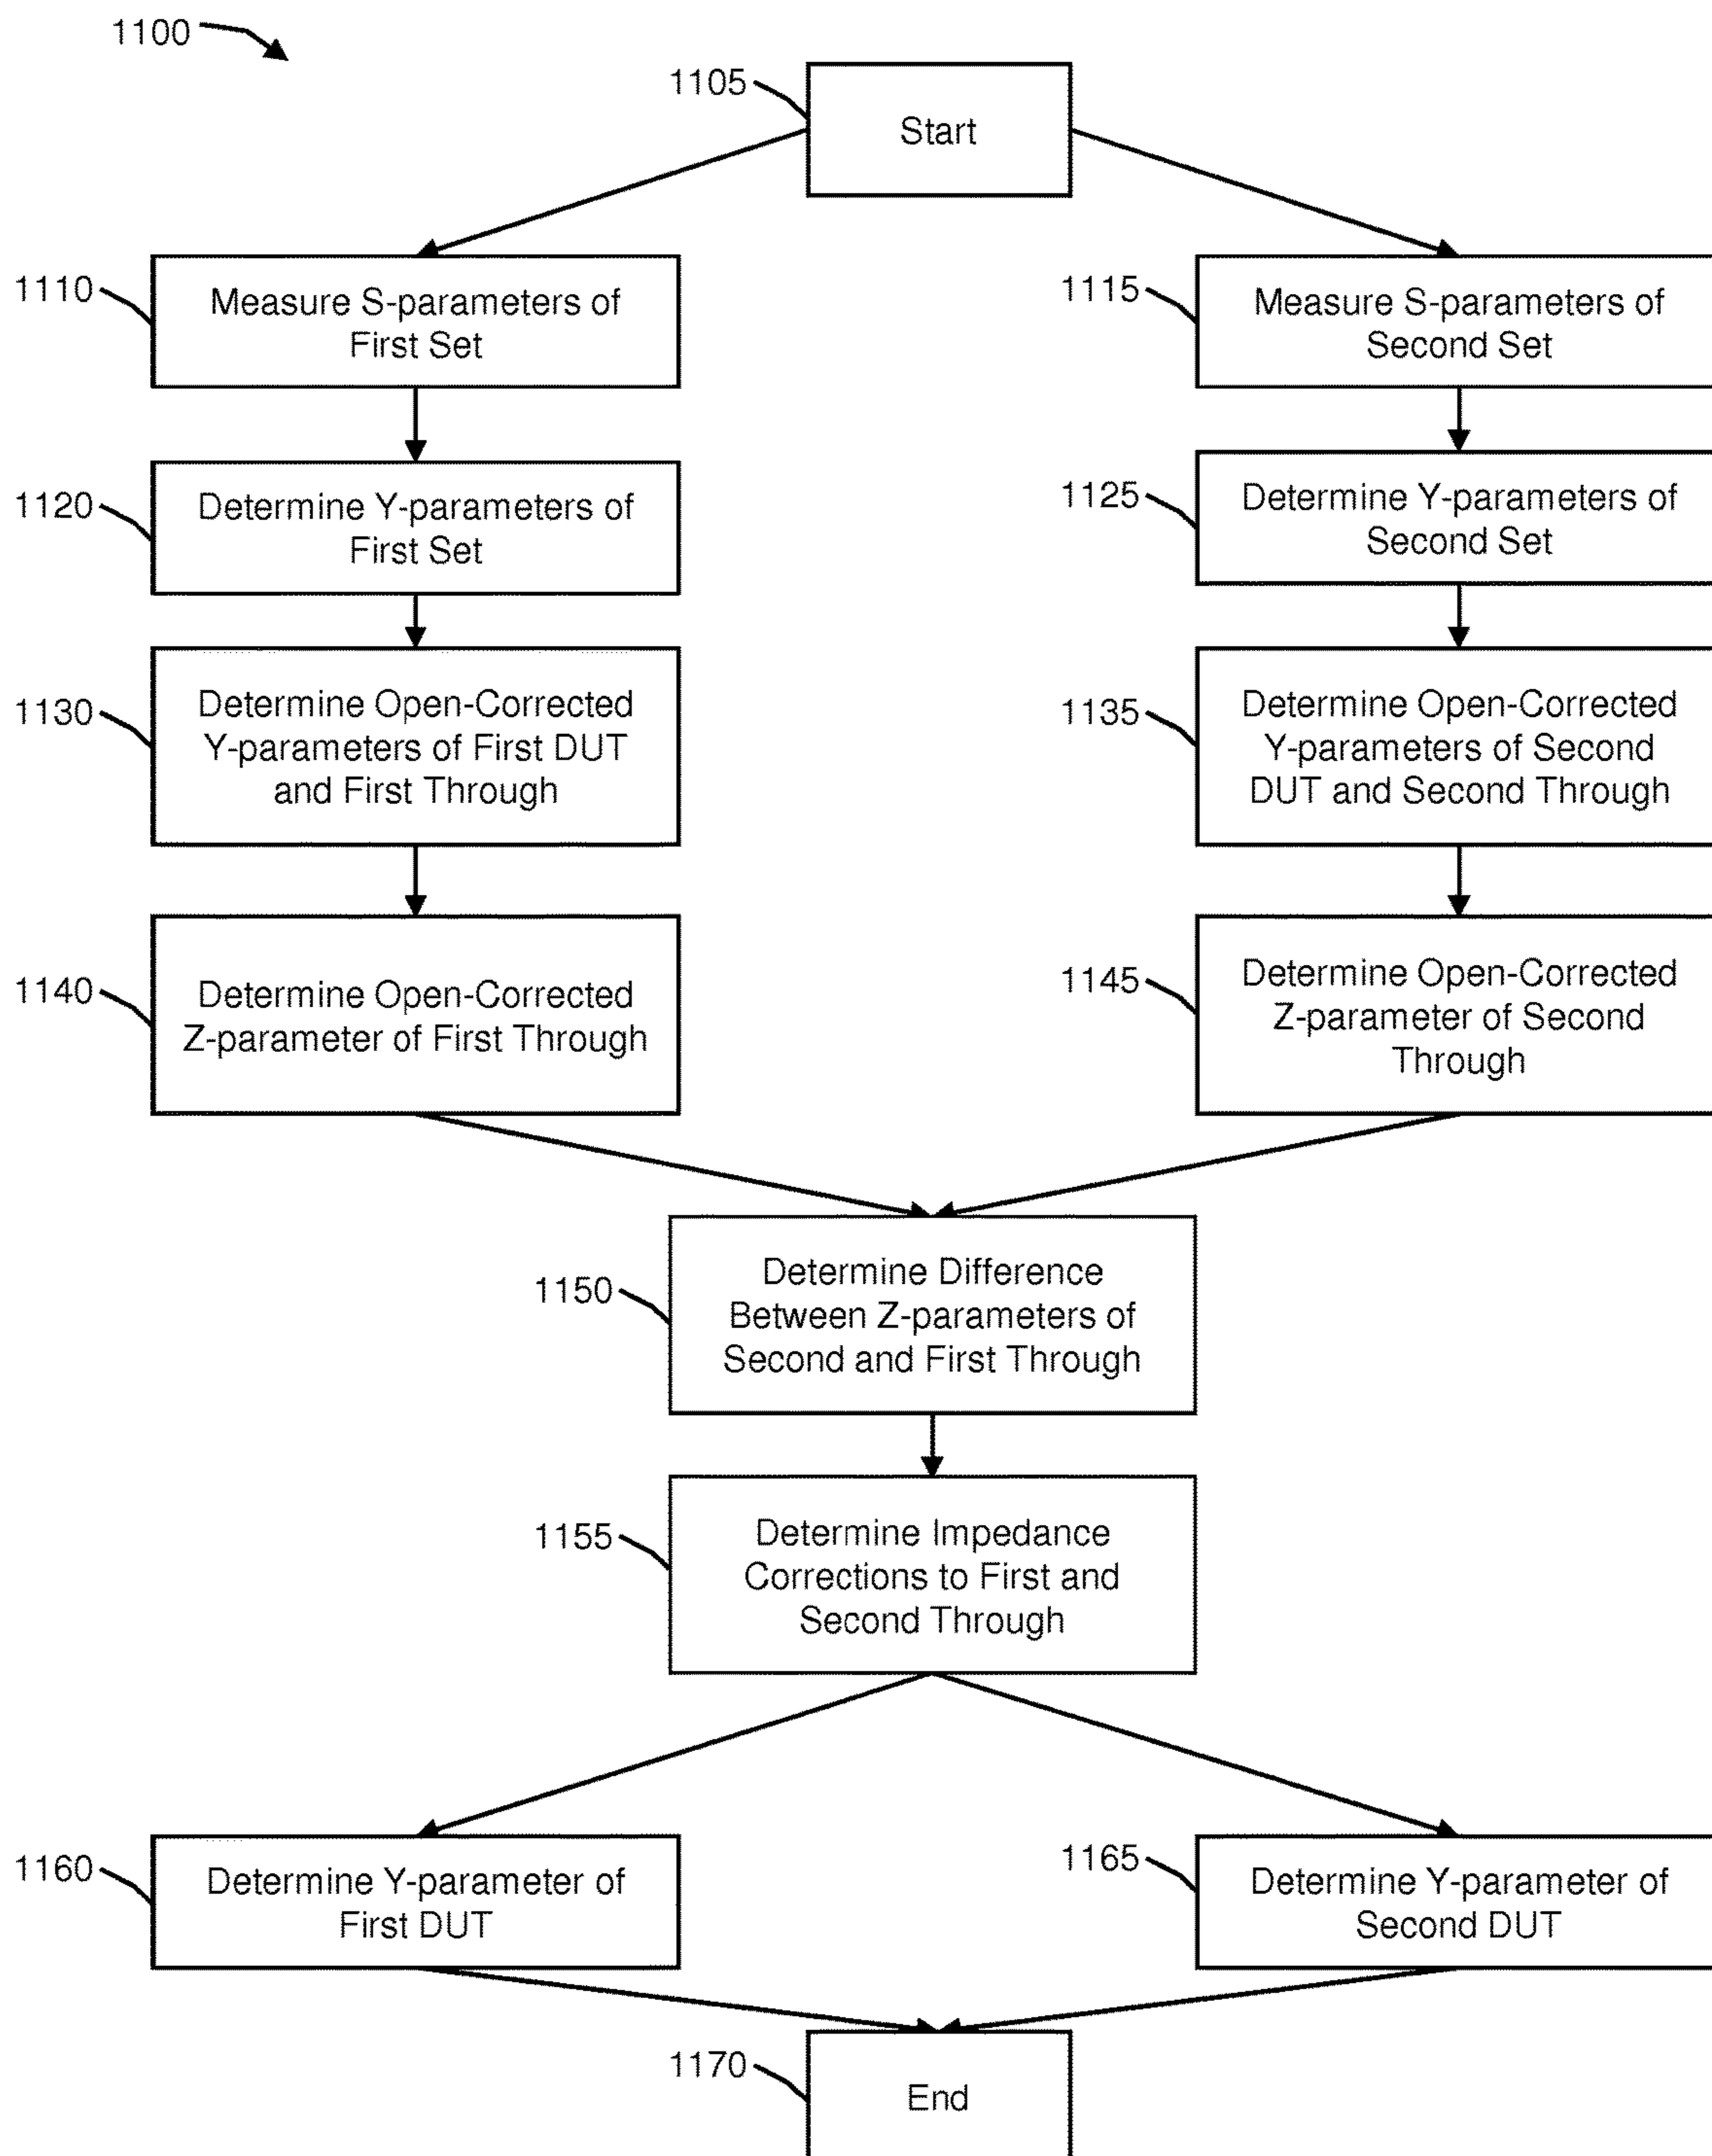 1100
1105
Start
1110
Measure S-parameters of
First Set
1115
Measure S-parameters of
Second Set
1120
Determine Y-parameters of
First Set
1125
Determine Y-parameters of
Second Set
1130
Determine Open-Corrected
Y-parameters of First DUT
and First Through
1135
Determine Open-Corrected
Y-parameters of Second
DUT and Second Through
1140
Determine Open-Corrected
Z-parameter of First Through
1145
Determine Open-Corrected
Z-parameter of Second
Through
1150
Determine Difference
Between Z-parameters of
Second and First Through
1155
Determine Impedance
Corrections to First and
Second Through
1160
Determine Y-parameter of
First DUT
1165
Determine Y-parameter of
Second DUT
1170
End